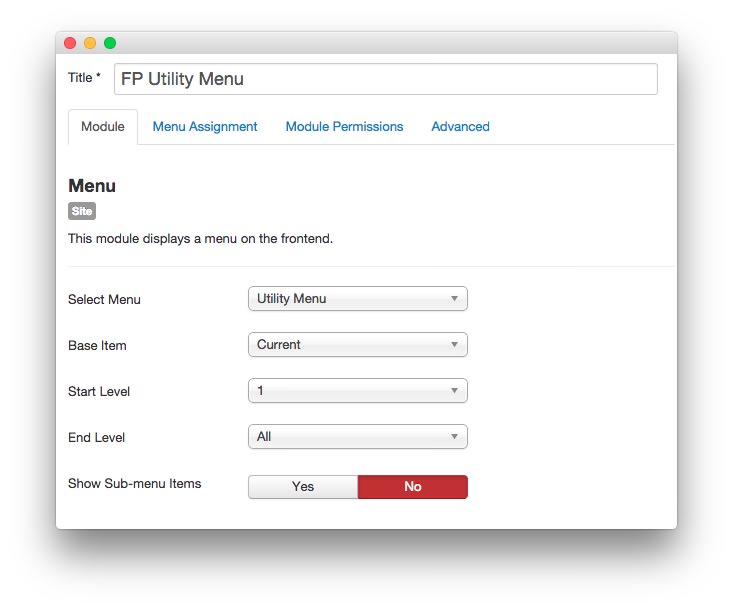 Title * FP Utility Menu
Module Menu Assignment Module Permissions Advanced
Menu
Site
This module displays a menu on the frontend.
Select Menu Utility Menu
Base Item Current
Start Level 1
End Level All
Show Sub-menu Items Yes No